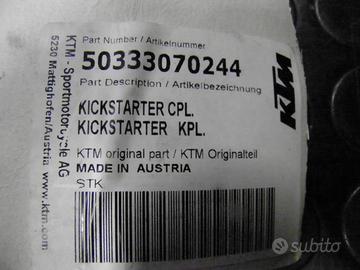 Part Number / Artikelnummer
50333070244
Part Description / Artikelbezeichnung
KICKSTARTER CPL.
KICKSTARTER KPL.
KTM original part / KTM Originalteil
MADE IN AUSTRIA
STK
KTM - Sportmotorcycle AG
5230 Mattighofen/Austria
www.ktm.com
KTM
subito